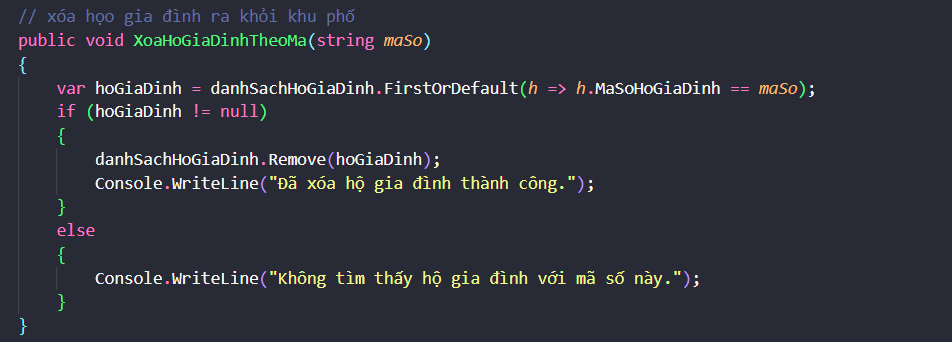 // xóa họo gia đình ra khỏi khu phố
public void XoaHoGiaDinhTheoMa(string maSo)
{
    var hoGiaDinh = danhSachHoGiaDinh.FirstOrDefault(h => h.MaSoHoGiaDinh == maSo);
    if (hoGiaDinh != null)
    {
        danhSachHoGiaDinh.Remove(hoGiaDinh);
        Console.WriteLine("Đã xóa hộ gia đình thành công.");
    }
    else
    {
        Console.WriteLine("Không tìm thấy hộ gia đình với mã số này.");
    }
}